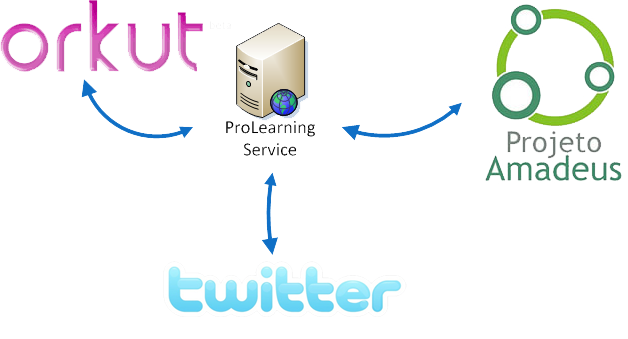 orkut
ProLearning
Service
Projeto
Amadeus
twitter